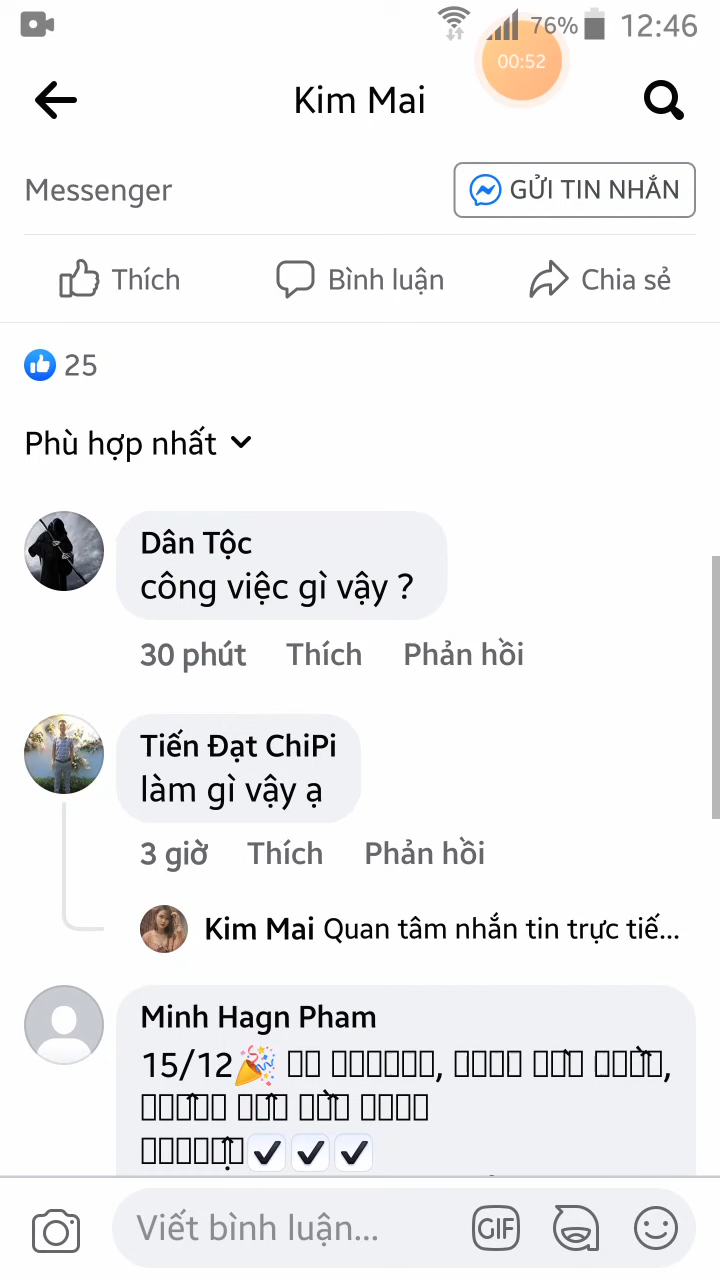 76% 12:46
00:52
Kim Mai
Messenger
GỬI TIN NHẮN
Thích Bình luận Chia sẻ
25
Phù hợp nhất
Dân Tộc
công việc gì vậy ?
30 phút Thích Phản hồi
Tiến Đạt ChiPi
làm gì vậy ạ
3 giờ Thích Phản hồi
Kim Mai Quan tâm nhắn tin trực tiế...
Minh Hagn Pham
15/12
Viết bình luận...
GIF